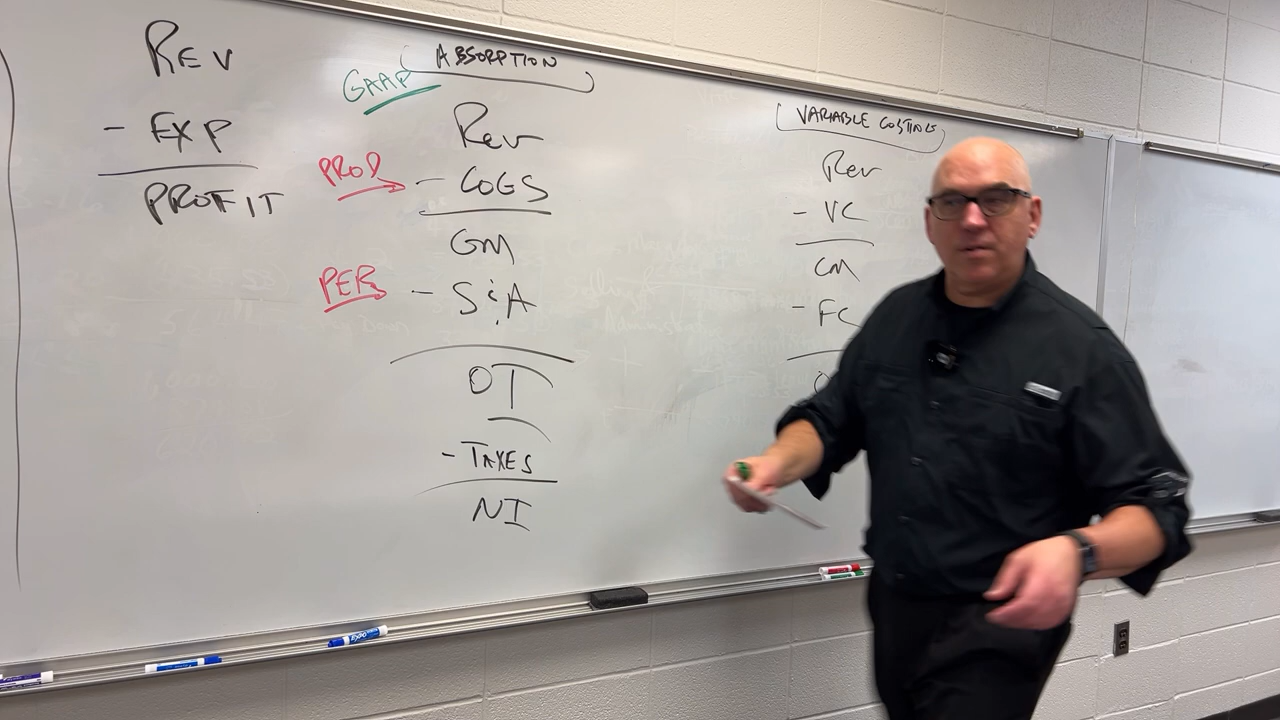 REV
- EXP
PROFIT
GAAP
ABSORPTION
Rev
PROD
- COGS
GM
PER
- S&A
OI
- TAXES
NI
VARIABLE COSTING
Rev
- VC
CM
- FC
O